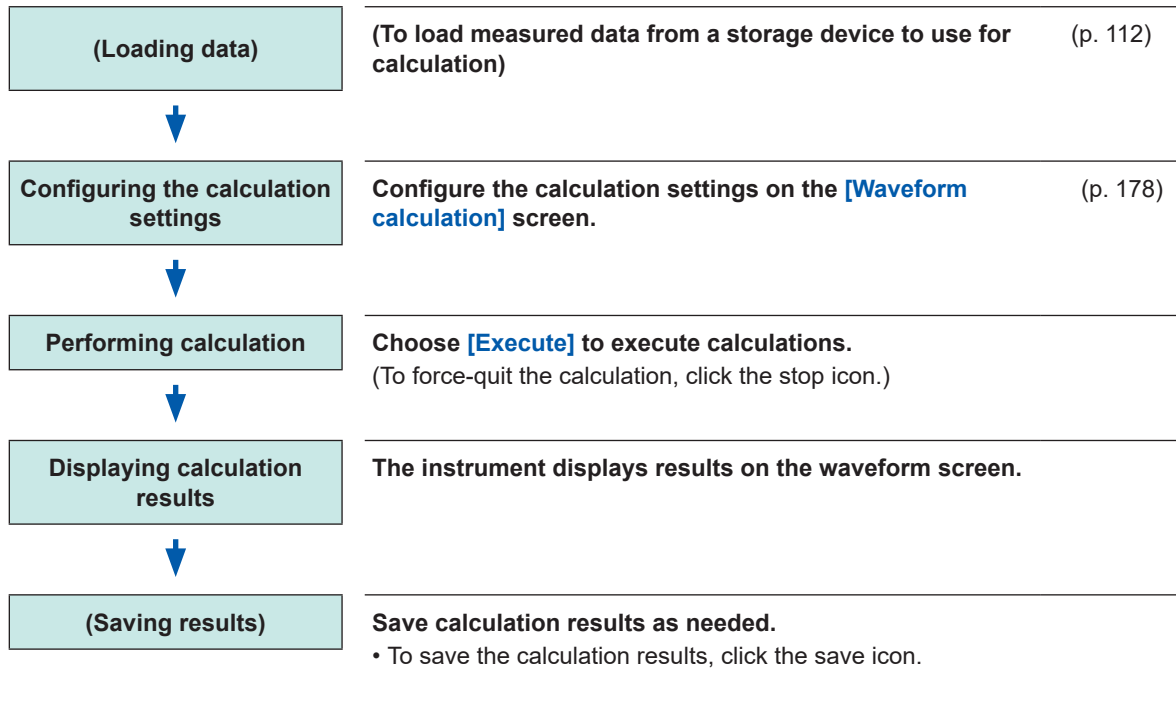 (Loading data)
(To load measured data from a storage device to use for
calculation)
(p. 112)
Configuring the calculation
settings
Configure the calculation settings on the [Waveform
calculation] screen.
(p. 178)
Performing calculation
Choose [Execute] to execute calculations.
(To force-quit the calculation, click the stop icon.)
Displaying calculation
results
The instrument displays results on the waveform screen.
(Saving results)
Save calculation results as needed.
• To save the calculation results, click the save icon.